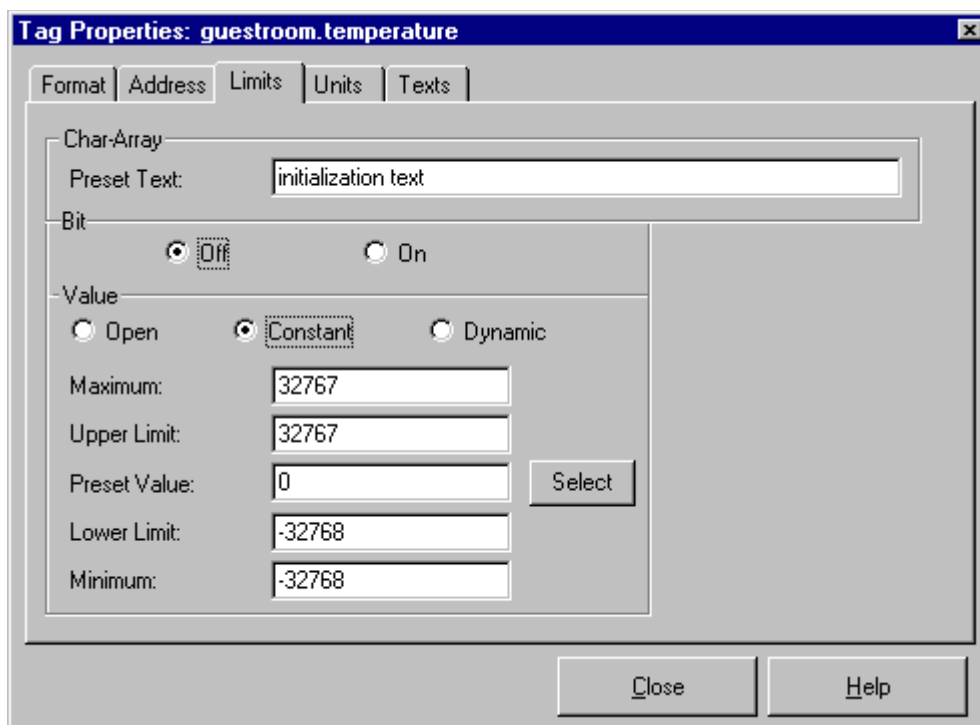 Tag Properties: guestroom.temperature
Format Address Limits Units Texts
Char-Array
Preset Text: initialization text
Bit
Off On
Value
Open Constant Dynamic
Maximum: 32767
Upper Limit: 32767
Preset Value: 0 Select
Lower Limit: -32768
Minimum: -32768
Close Help